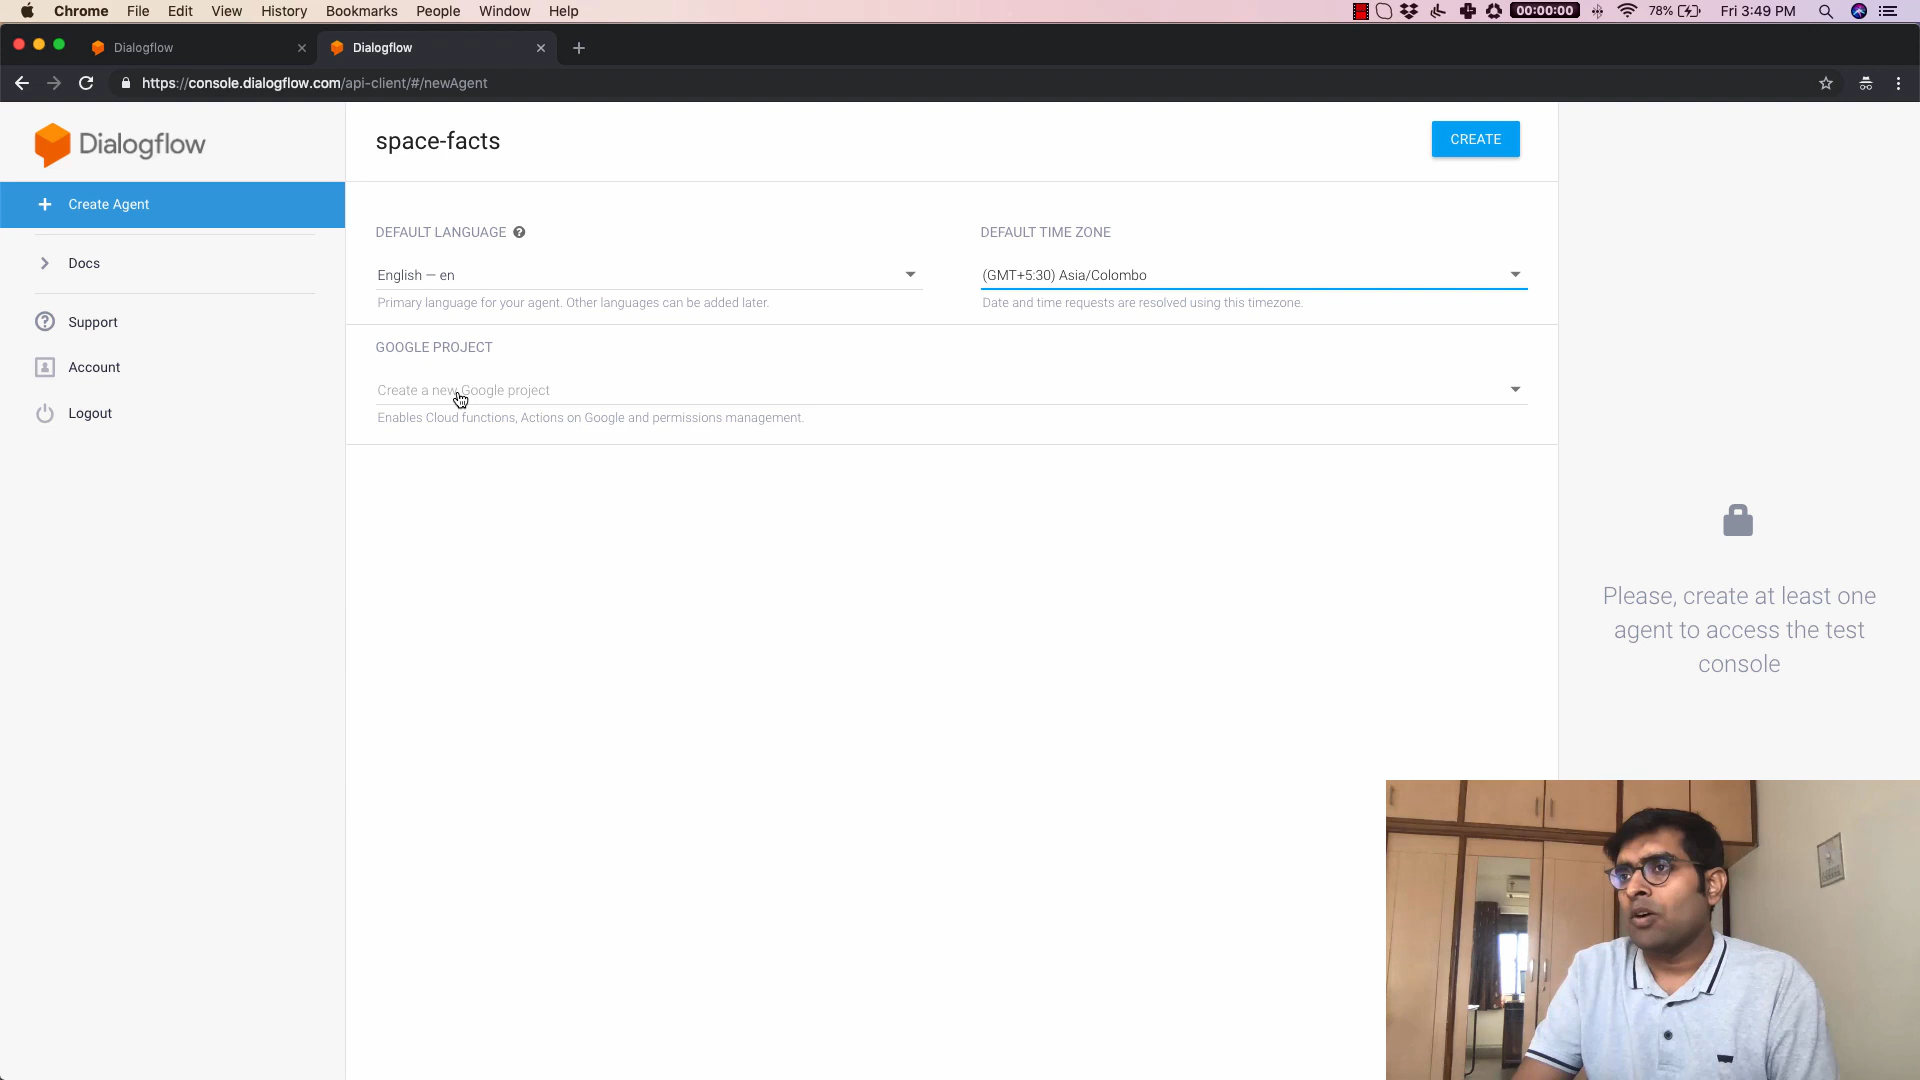 Chrome File Edit View History Bookmarks People Window Help 00:00:00 78% Fri 3:49 PM
Dialogflow Dialogflow
https://console.dialogflow.com/api-client/#/newAgent
Dialogflow
Create Agent
Docs
Support
Account
Logout
space-facts
CREATE
DEFAULT LANGUAGE
English — en
Primary language for your agent. Other languages can be added later.
DEFAULT TIME ZONE
(GMT+5:30) Asia/Colombo
Date and time requests are resolved using this timezone.
GOOGLE PROJECT
Create a new Google project
Enables Cloud functions, Actions on Google and permissions management.
Please, create at least one
agent to access the test
console